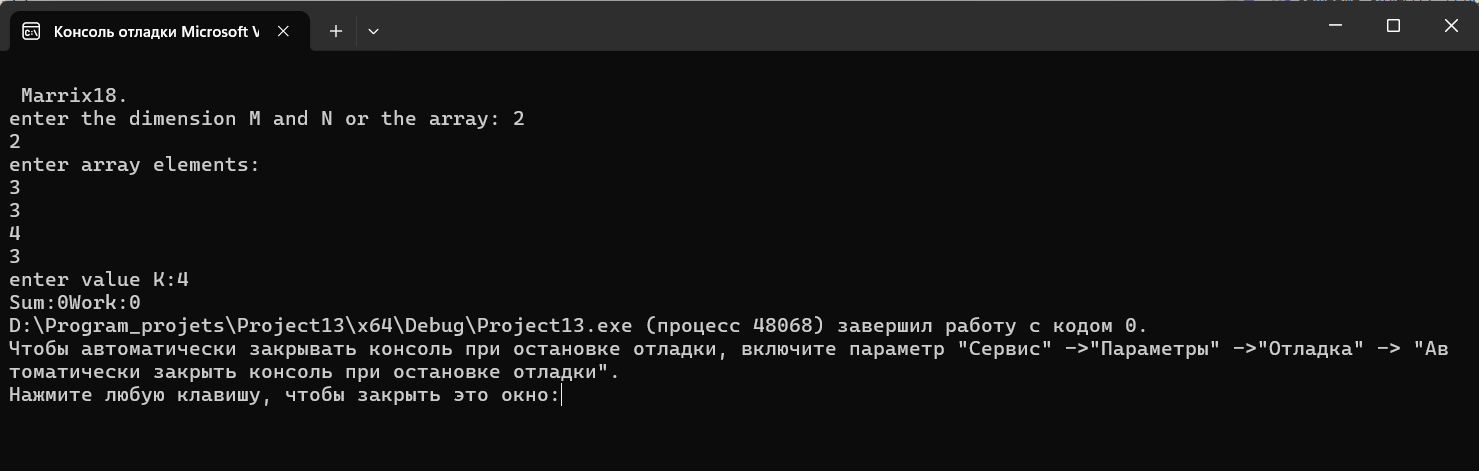 Консоль отладки Microsoft V
Marrix18.
enter the dimension M and N or the array: 2
2
enter array elements:
3
3
4
3
enter value K:4
Sum:0Work:0
D:\Program_projets\Project13\x64\Debug\Project13.exe (процесс 48068) завершил работу с кодом 0.
Чтобы автоматически закрывать консоль при остановке отладки, включите параметр "Сервис" ->"Параметры" ->"Отладка" -> "Ав
томатически закрыть консоль при остановке отладки".
Нажмите любую клавишу, чтобы закрыть это окно: